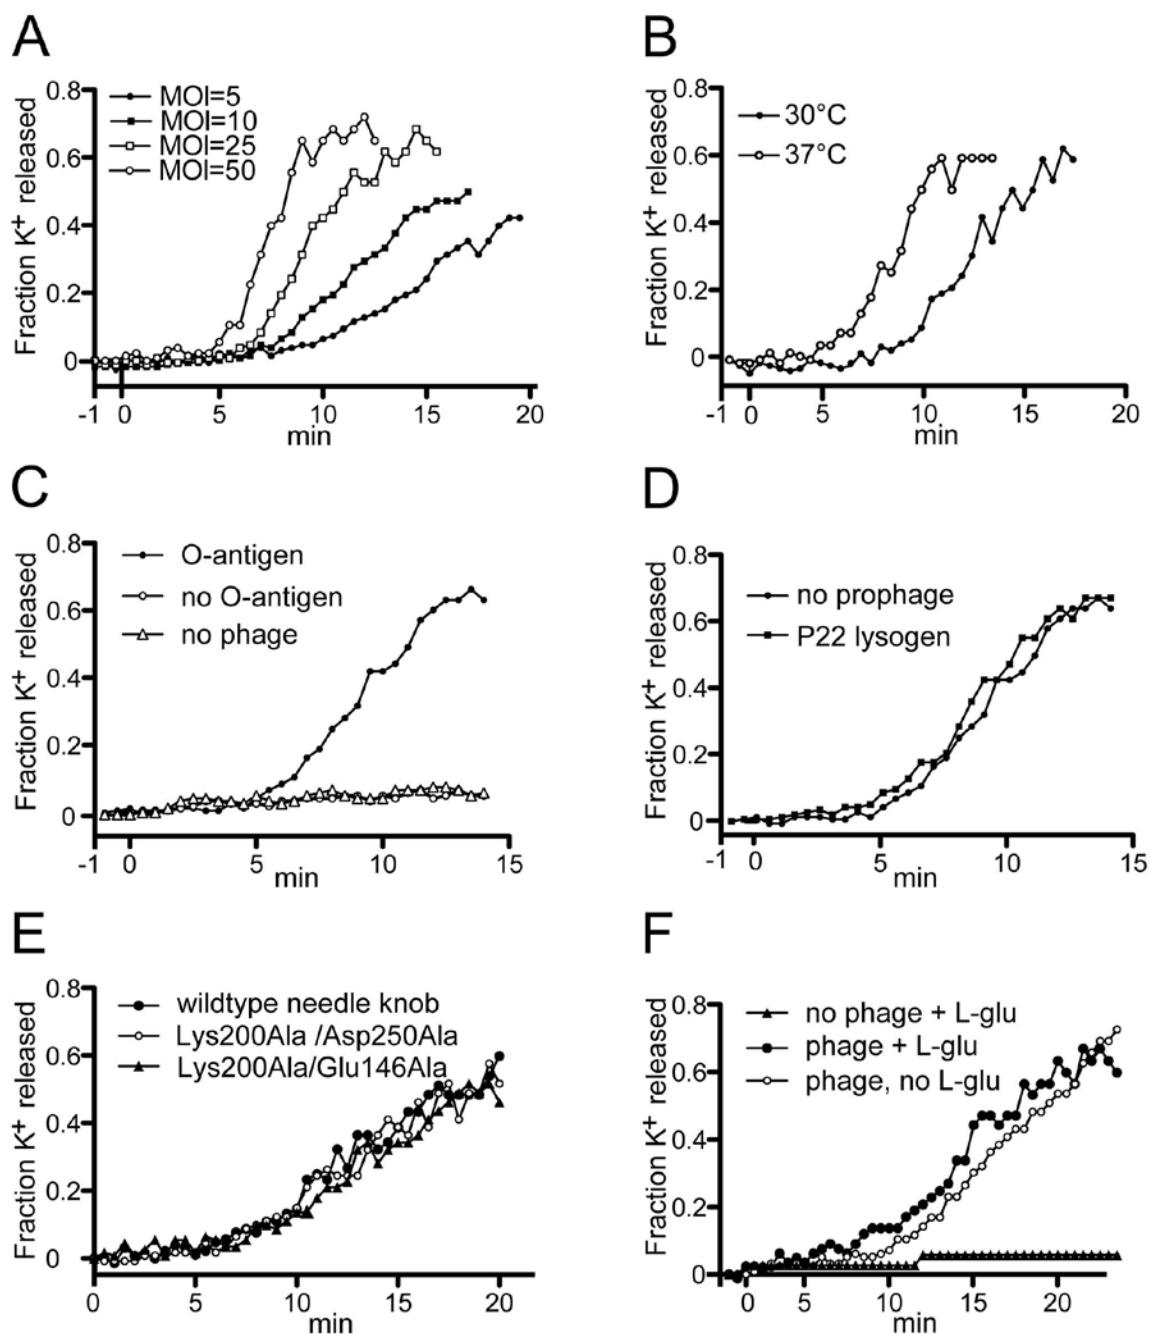 A
Fraction K⁺ released
0.8
0.6
0.4
0.2
0
MOI=5
MOI=10
MOI=25
MOI=50
-1 0 5 10 15 20
min
B
Fraction K⁺ released
0.8
0.6
0.4
0.2
0
30°C
37°C
-1 0 5 10 15 20
min
C
Fraction K⁺ released
0.8
0.6
0.4
0.2
0
O-antigen
no O-antigen
no phage
-1 0 5 10 15
min
D
Fraction K⁺ released
0.8
0.6
0.4
0.2
0
no prophage
P22 lysogen
-1 0 5 10 15
min
E
Fraction K⁺ released
0.8
0.6
0.4
0.2
0
wildtype needle knob
Lys200Ala /Asp250Ala
Lys200Ala/Glu146Ala
0 5 10 15 20
min
F
Fraction K⁺ released
0.8
0.6
0.4
0.2
0
no phage + L-glu
phage + L-glu
phage, no L-glu
0 5 10 15 20
min